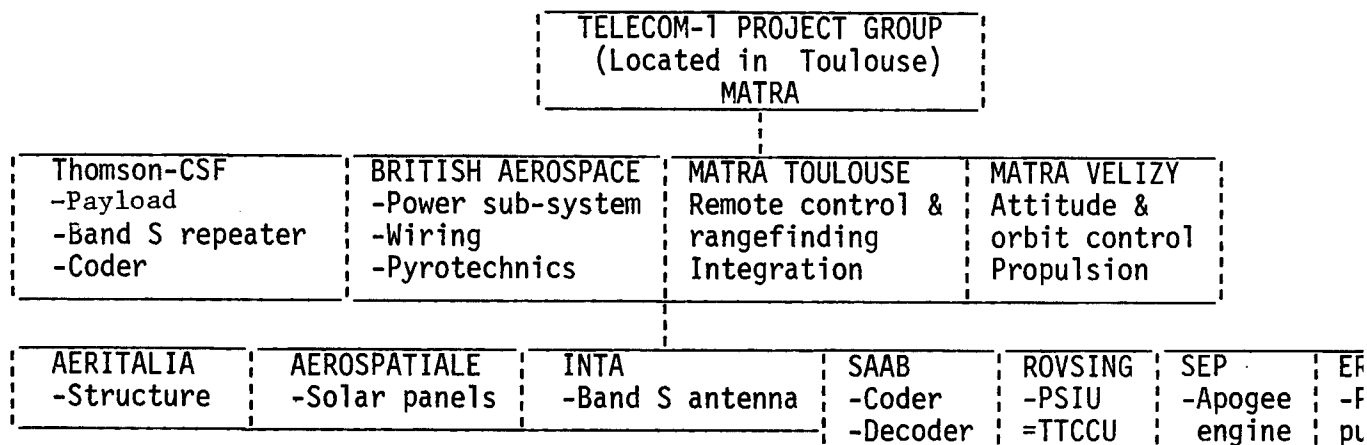 TELECOM-1 PROJECT GROUP
(Located in Toulouse)
MATRA
Thomson-CSF
-Payload
-Band S repeater
-Coder
BRITISH AEROSPACE
-Power sub-system
-Wiring
-Pyrotechnics
MATRA TOULOUSE
Remote control &
rangefinding
Integration
MATRA VELIZY
Attitude &
orbit control
Propulsion
AERITALIA
-Structure
AEROSPATIALE
-Solar panels
INTA
-Band S antenna
SAAB
-Coder
-Decoder
ROVSING
-PSIU
=TTCCU
SEP
-Apogee
engine